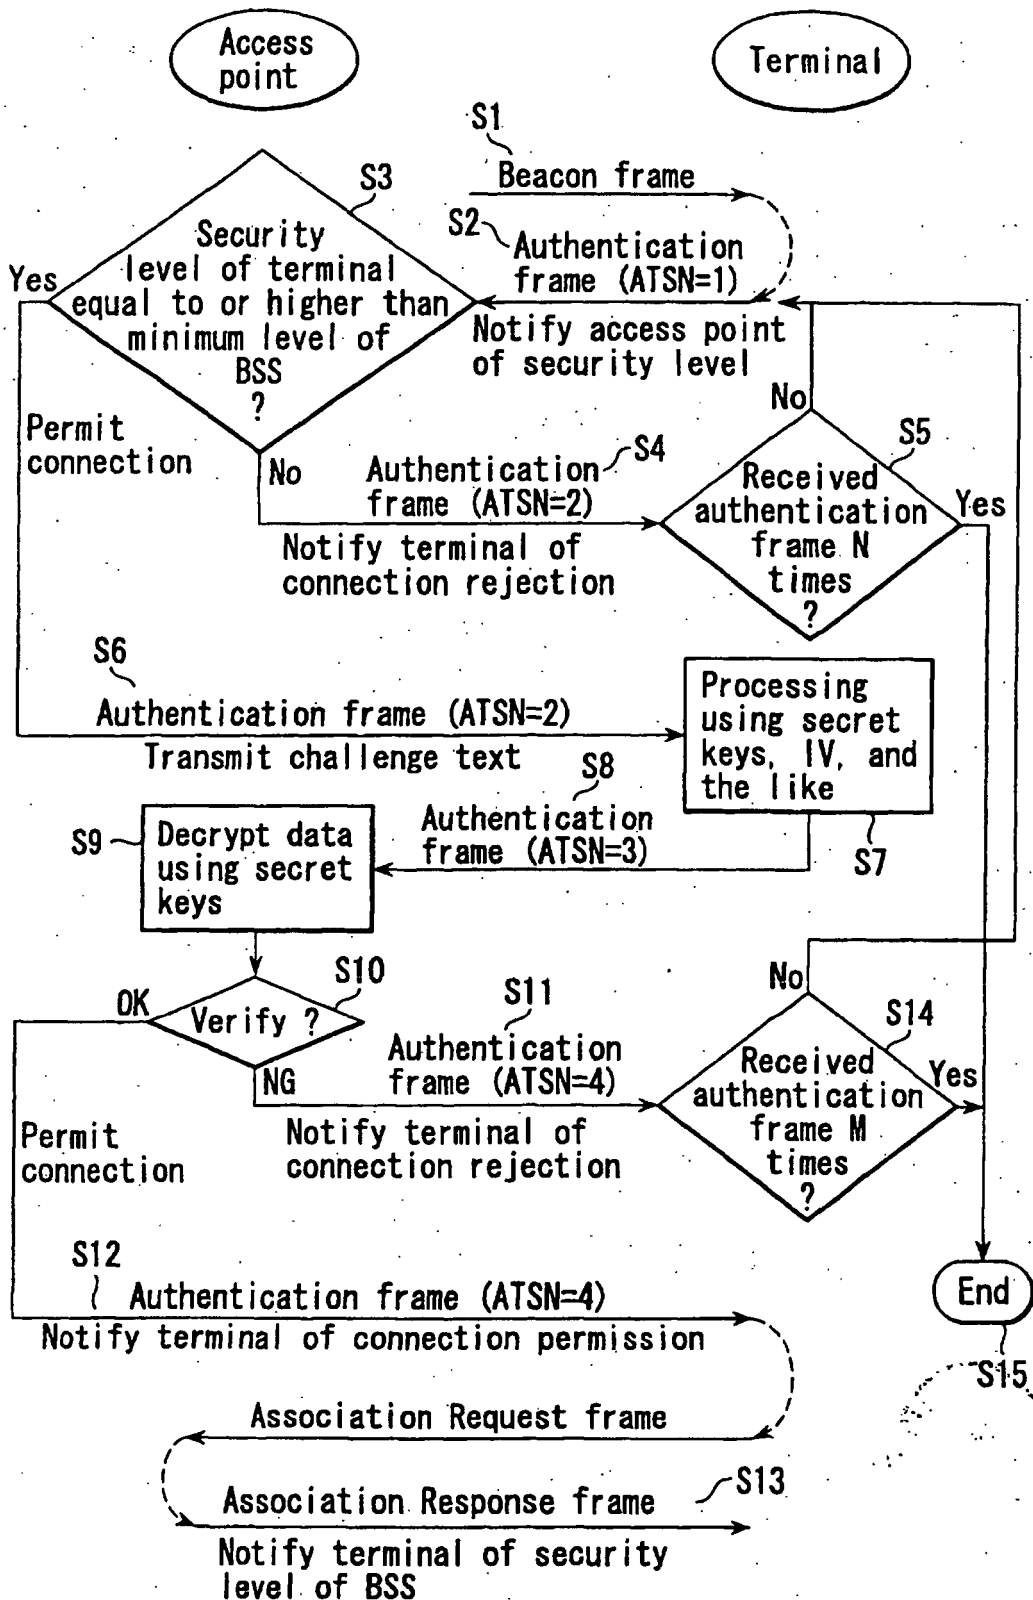 Access
point
Terminal
S1
Beacon frame
S3
S2
Authentication
frame (ATSN=1)
Notify access point
of security level
Security
level of terminal
equal to or higher than
minimum level of
BSS
?
Yes
Permit
connection
No
S4
Authentication
frame (ATSN=2)
Notify terminal of
connection rejection
No
S5
Received
authentication
frame N
times
?
Yes
S6
Authentication frame (ATSN=2)
Transmit challenge text
Processing
using secret
keys, IV, and
the like
S7
S8
Authentication
frame (ATSN=3)
S9
Decrypt data
using secret
keys
S10
OK
Verify ?
NG
Permit
connection
S11
Authentication
frame (ATSN=4)
Notify terminal of
connection rejection
No
S14
Received
authentication
frame M
times
?
Yes
S12
Authentication frame (ATSN=4)
Notify terminal of connection permission
End
S15
Association Request frame
S13
Association Response frame
Notify terminal of security
level of BSS